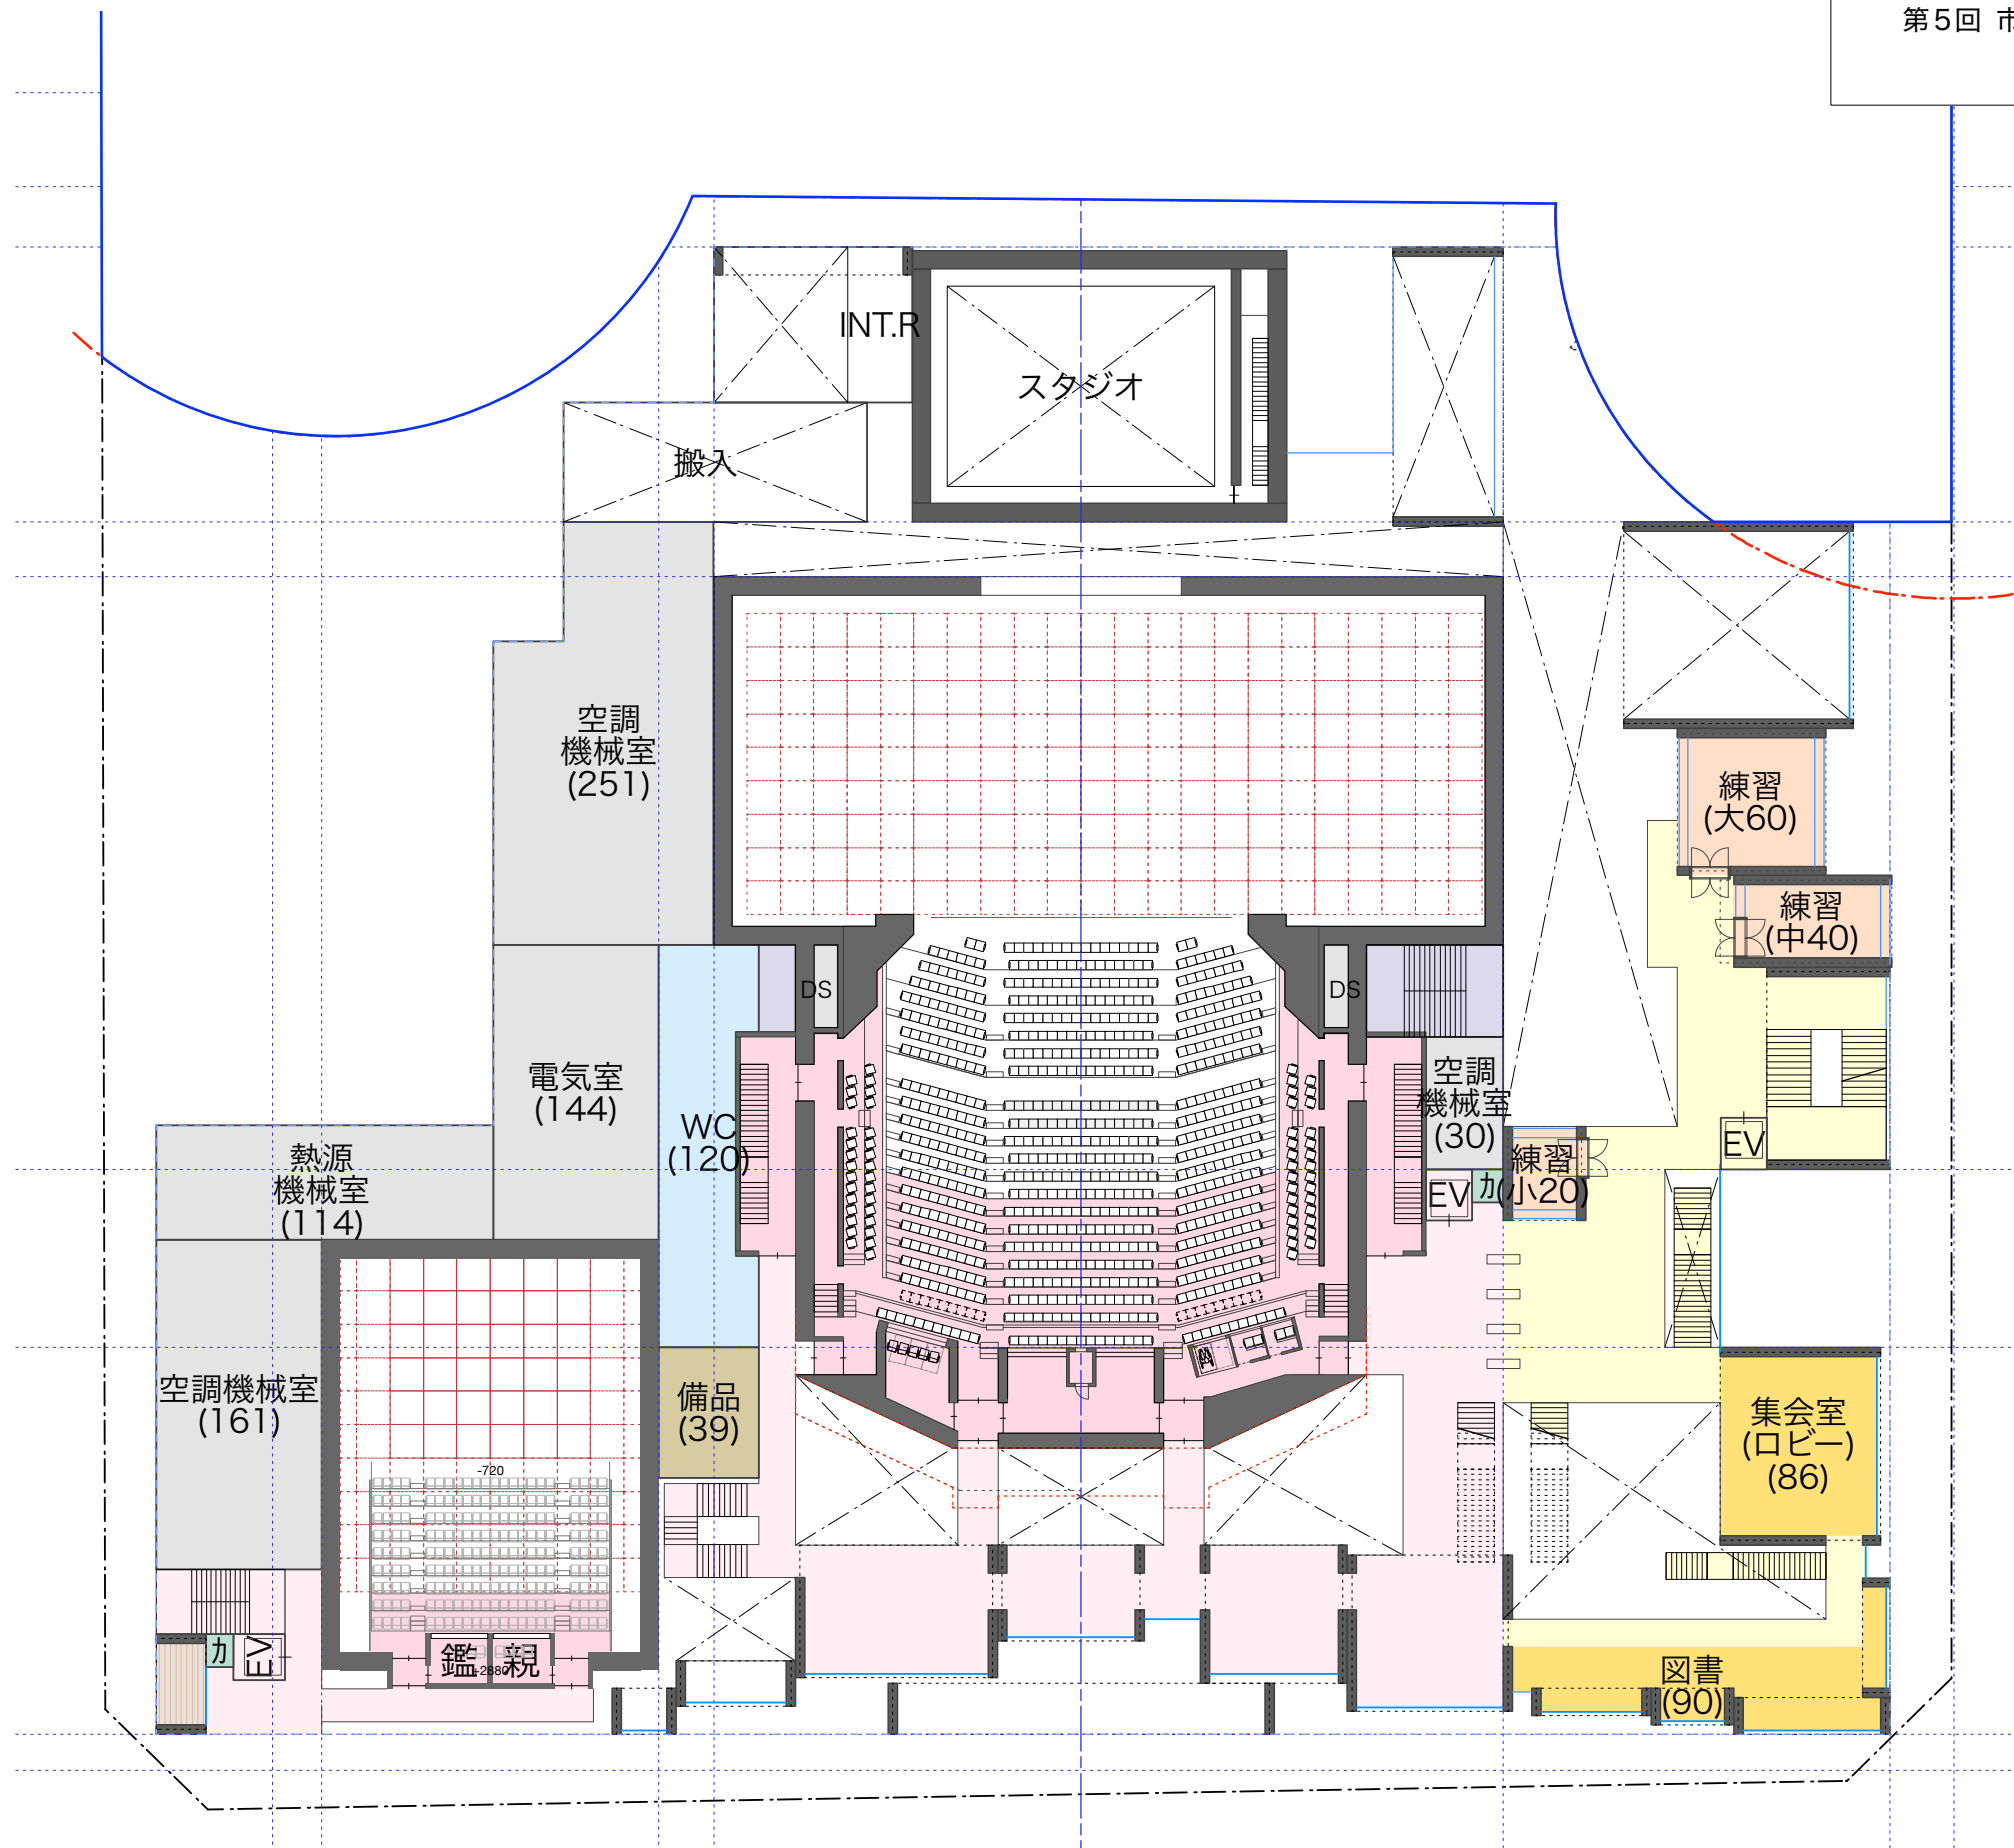 第5回 市
INT.R
スタジオ
搬入
空調
機械室
(251)
練習
(大60)
練習
(中40)
DS
DS
電気室
(144)
WC
(120)
空調
機械室
(30)
EV
熱源
機械室
(114)
練習
(小20)
EV
カ
空調機械室
(161)
備品
(39)
集会室
(ロビー)
(86)
-720
カ
EV
鑑
親
+2880
図書
(90)